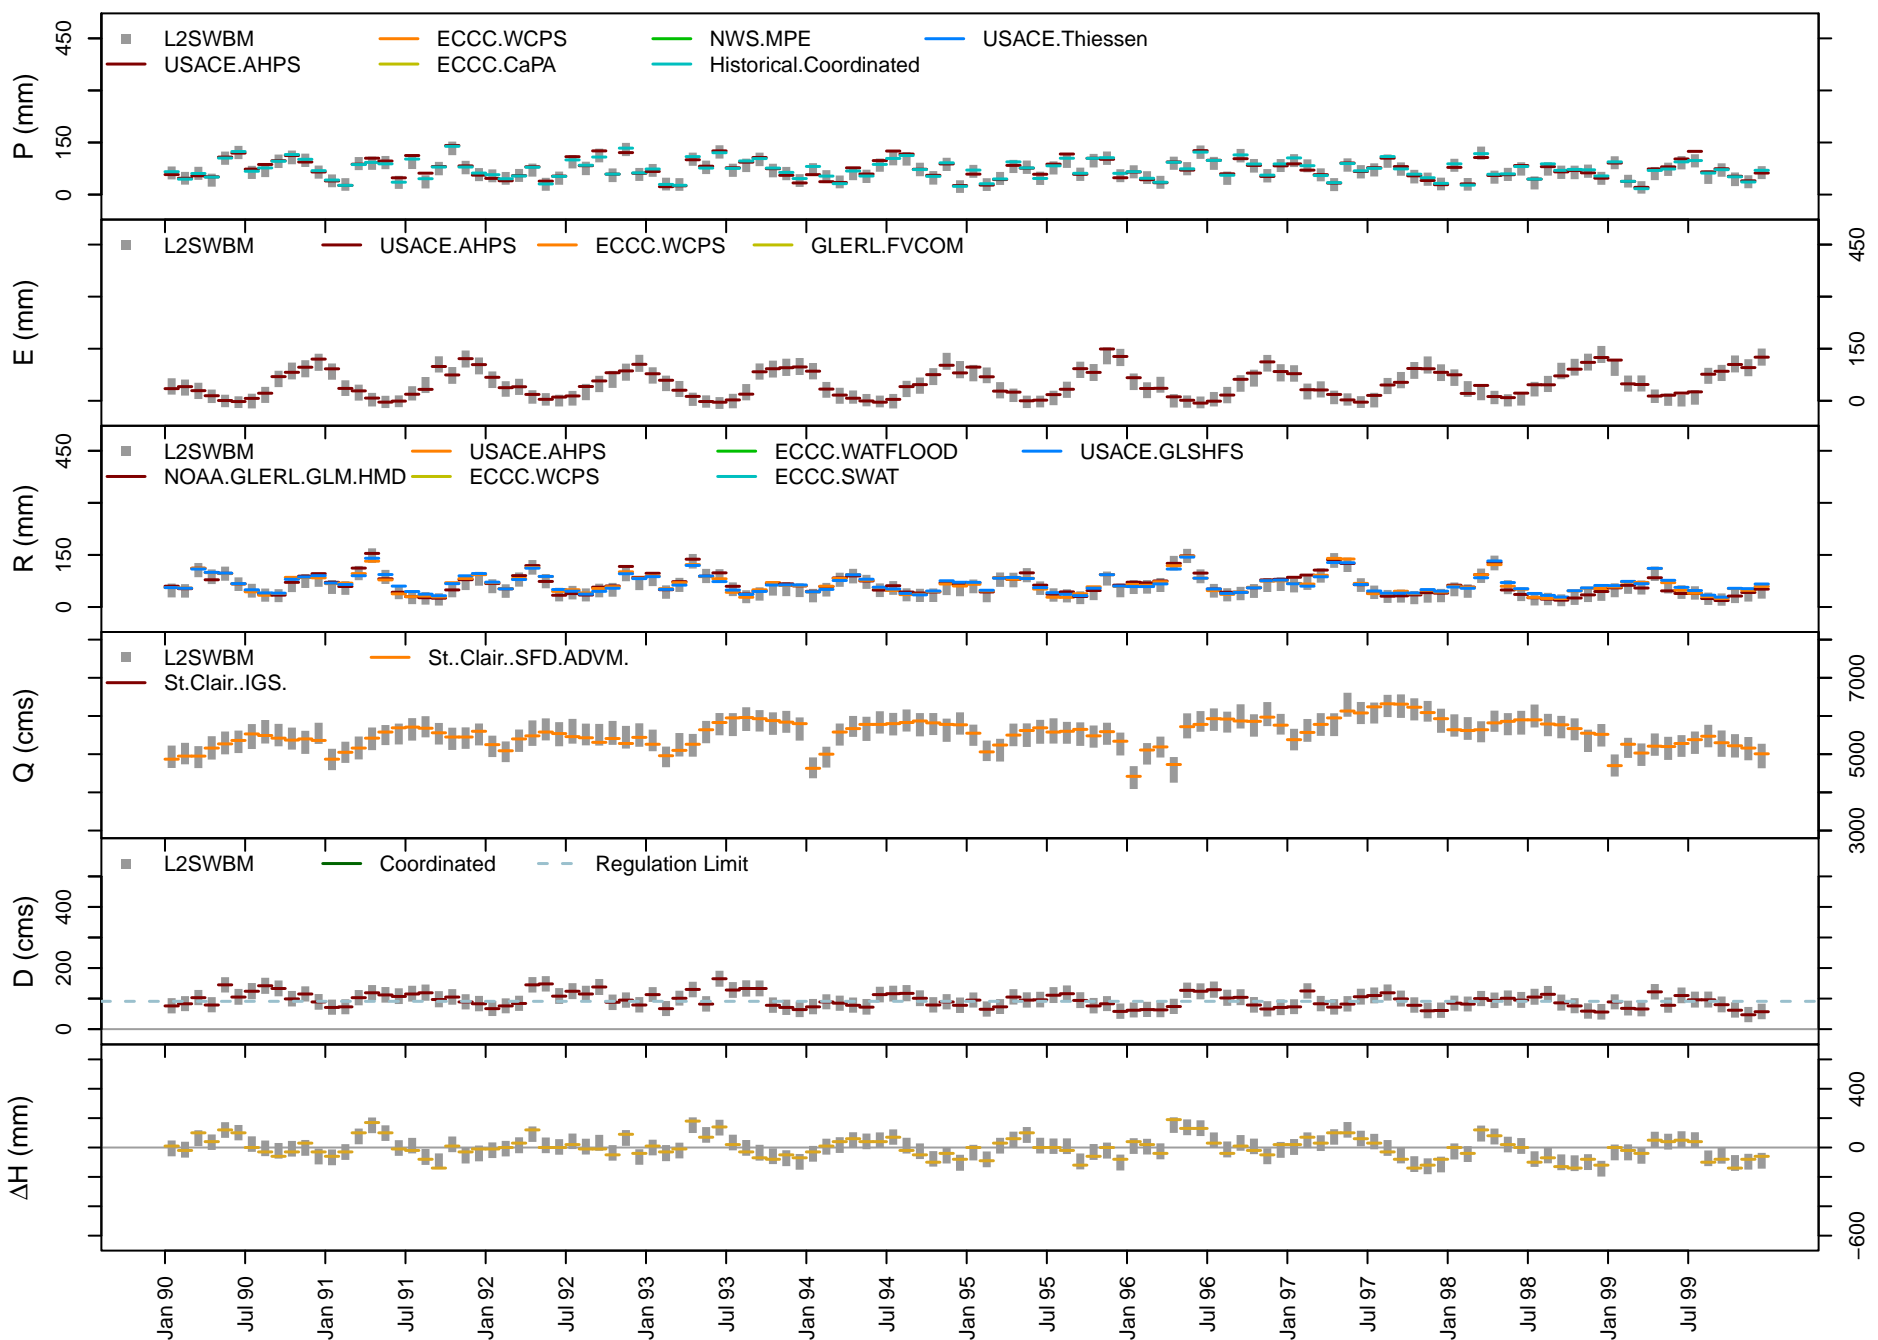 L2SWBM ECCC.WCPS NWS.MPE USACE.Thiessen
USACE.AHPS ECCC.CaPA Historical.Coordinated
P (mm)
0 150 450
L2SWBM USACE.AHPS ECCC.WCPS GLERL.FVCOM
E (mm)
0 150 450
L2SWBM USACE.AHPS ECCC.WATFLOOD USACE.GLSHFS
NOAA.GLERL.GLM.HMD ECCC.WCPS ECCC.SWAT
R (mm)
0 150 450
L2SWBM St..Clair..SFD.ADVM.
St.Clair..IGS.
Q (cms)
3000 5000 7000
L2SWBM Coordinated Regulation Limit
D (cms)
0 200 400
ΔH (mm)
−600 0 400
Jan 90 Jul 90 Jan 91 Jul 91 Jan 92 Jul 92 Jan 93 Jul 93 Jan 94 Jul 94 Jan 95 Jul 95 Jan 96 Jul 96 Jan 97 Jul 97 Jan 98 Jul 98 Jan 99 Jul 99